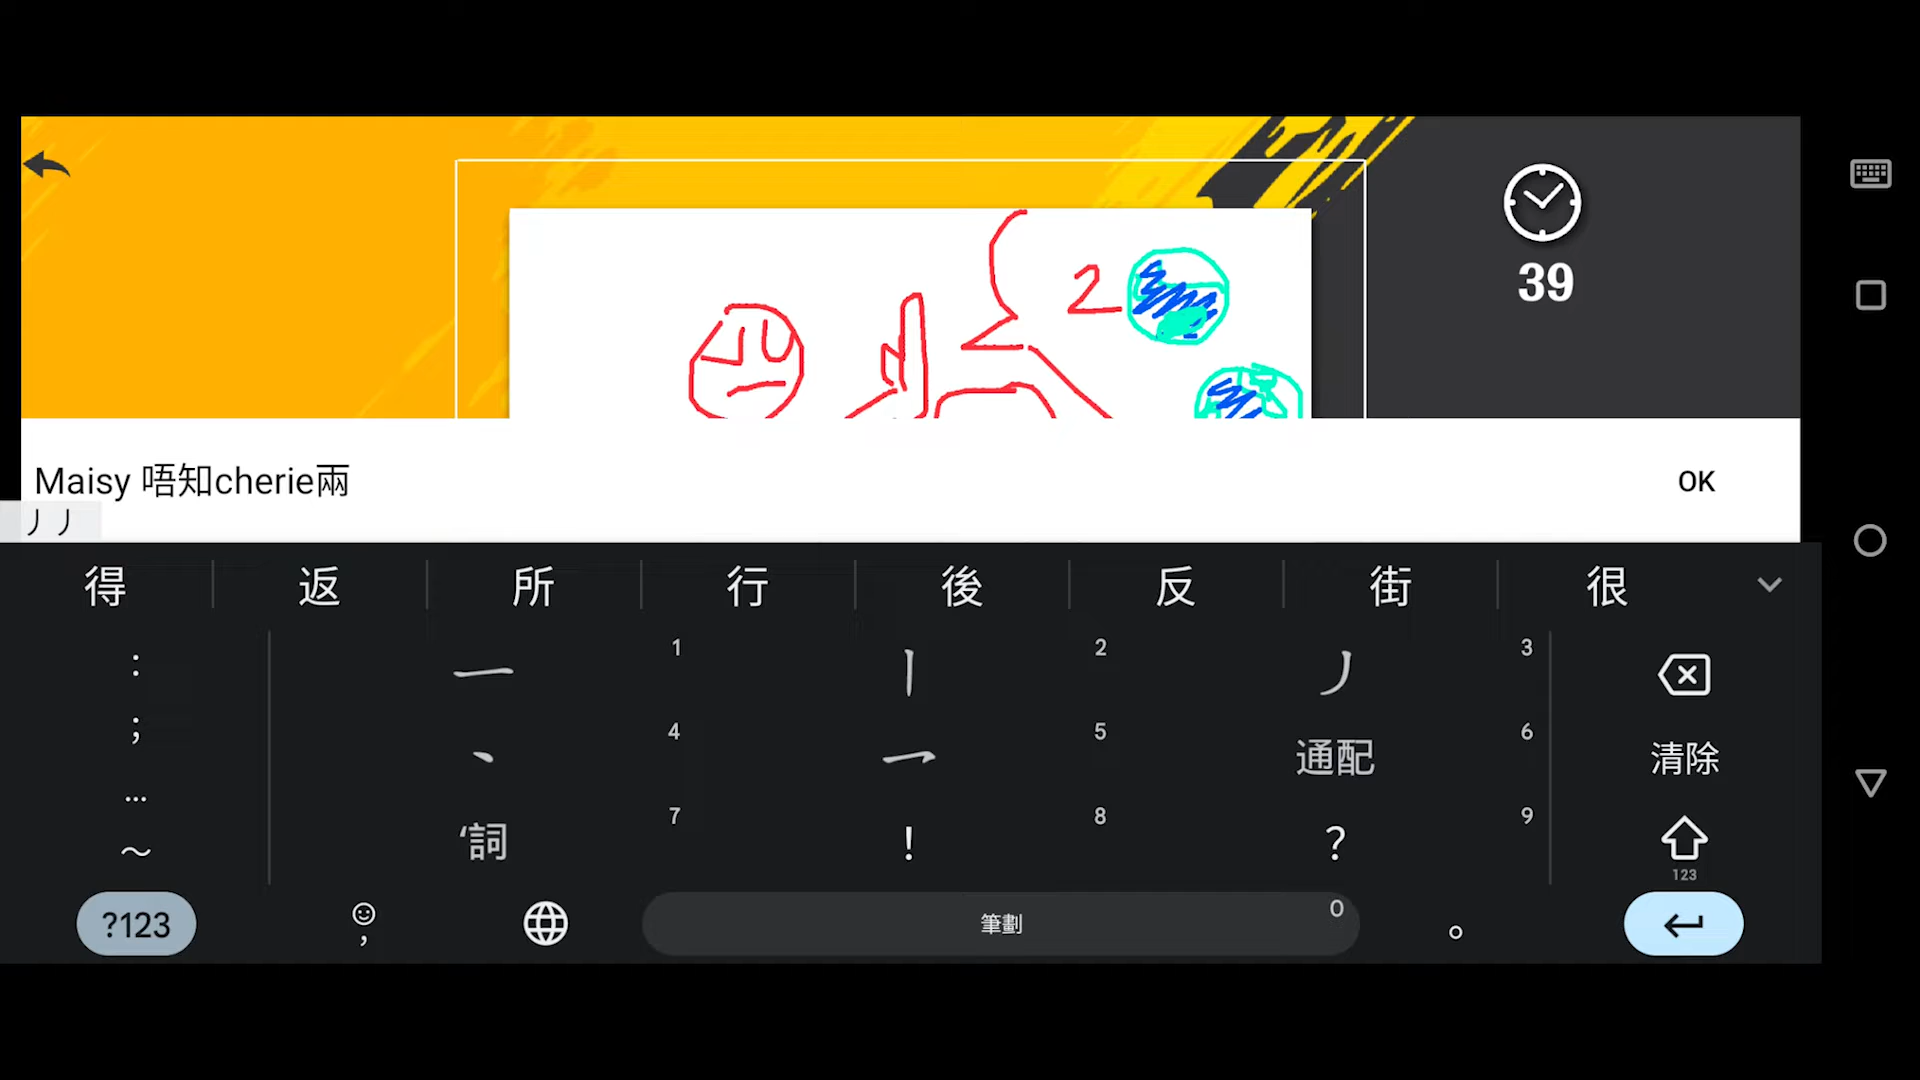 2
39
Maisy 唔知cherie兩
OK
丿丿
得 返 所 行 後 反 街 很
: 一 1 丨 2 丿 3
; 丶 4 乛 5 通配 6 清除
… ‘詞 7 ! 8 ? 9
～ 123
?123 , 筆劃 0 。